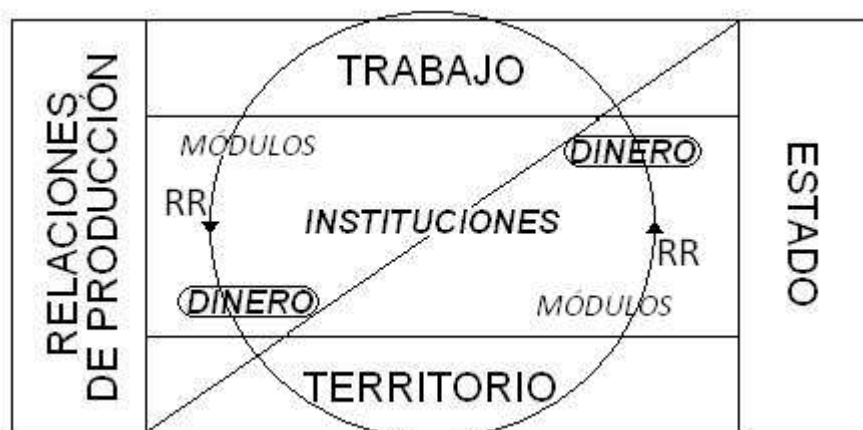 RELACIONES
DE PRODUCCIÓN
TRABAJO
MÓDULOS
DINERO
RR
INSTITUCIONES
RR
DINERO
MÓDULOS
TERRITORIO
ESTADO